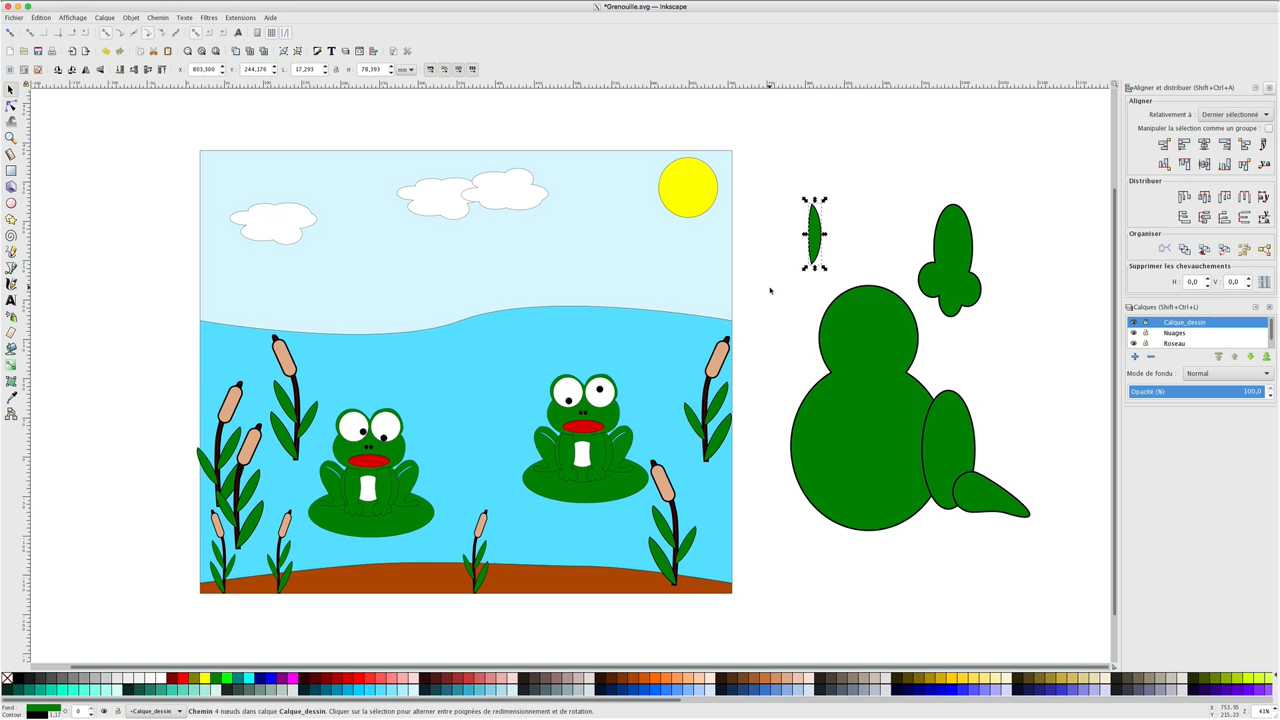 *Grenouille.svg — Inkscape
Fichier Édition Affichage Calque Objet Chemin Texte Filtres Extensions Aide
X 803,300 Y 244,176 L: 17,293 H: 78,393 mm
Aligner et distribuer (Shift+Ctrl+A)
Aligner
Relativement à : Dernier sélectionné
Manipuler la sélection comme un groupe :
Distribuer
Organiser
Supprimer les chevauchements
H : 0,0 V : 0,0
Calques (Shift+Ctrl+L)
Calque_dessin
Nuages
Roseau
Mode de fondu : Normal
Opacité (%) 100,0
Fond : O 0 Calque_dessin Chemin 4 nœuds dans calque Calque_dessin. Cliquer sur la sélection pour alterner entre poignées de redimensionnement et de rotation. X : 753,95 Z : 41%
Contour : 1,17 Y : 215,23